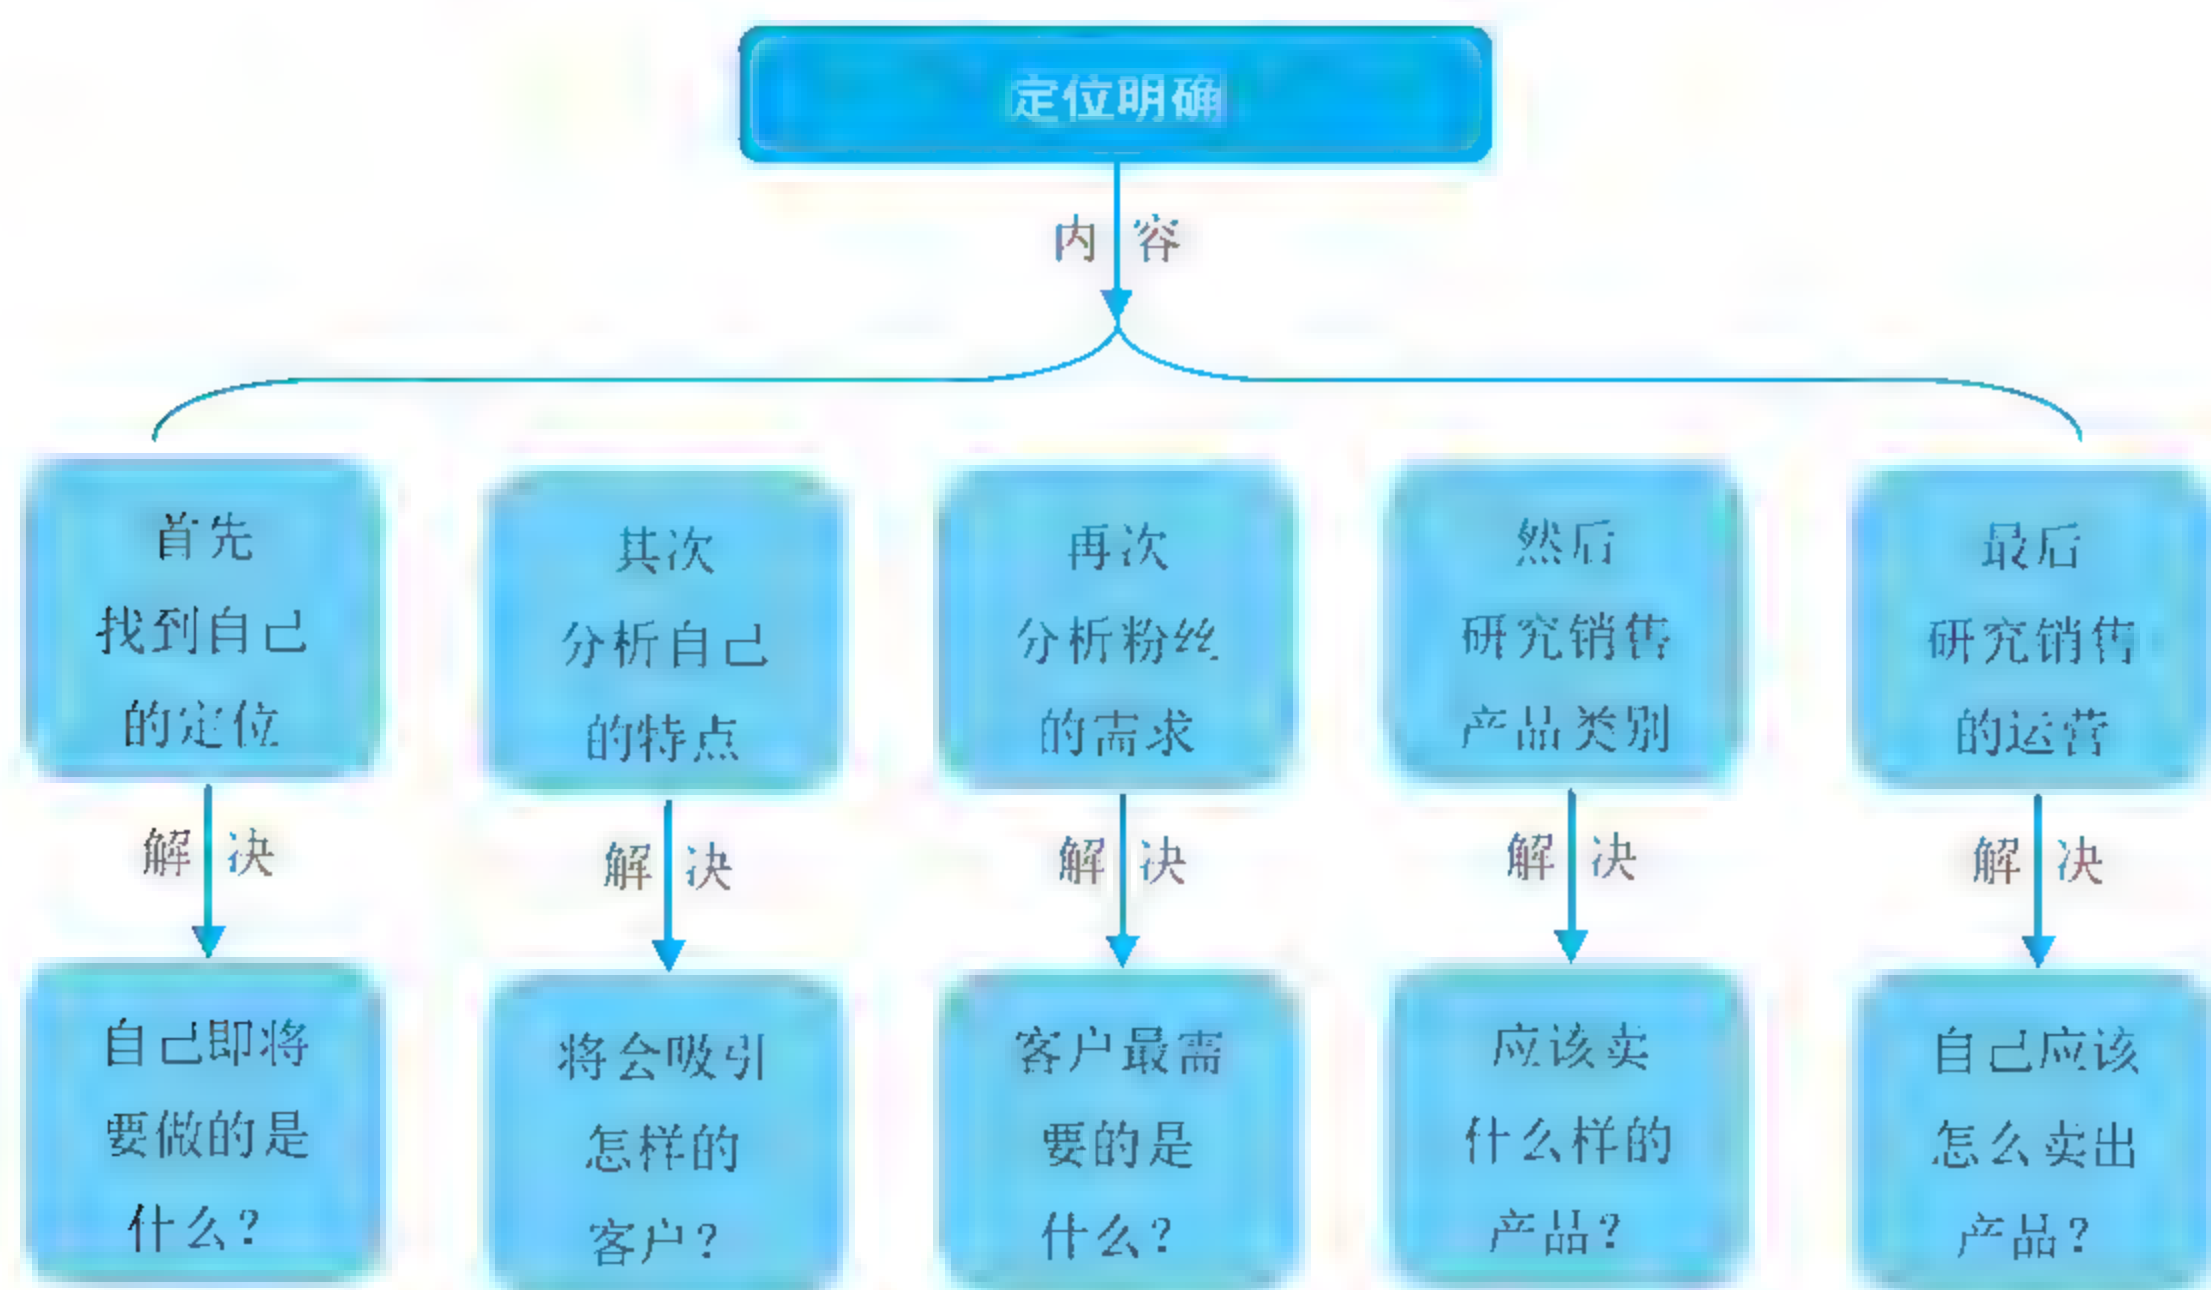 定位明确
内 容
首先
找到自己
的定位
其次
分析自己
的特点
再次
分析粉丝
的需求
然后
研究销售
产品类别
最后
研究销售
的运营
解 决
解 决
解 决
解 决
解 决
自己即将
要做的是
什么?
将会吸引
怎样的
客户?
客户最需
要的是
什么?
应该卖
什么样的
产品?
自己应该
怎么卖出
产品?